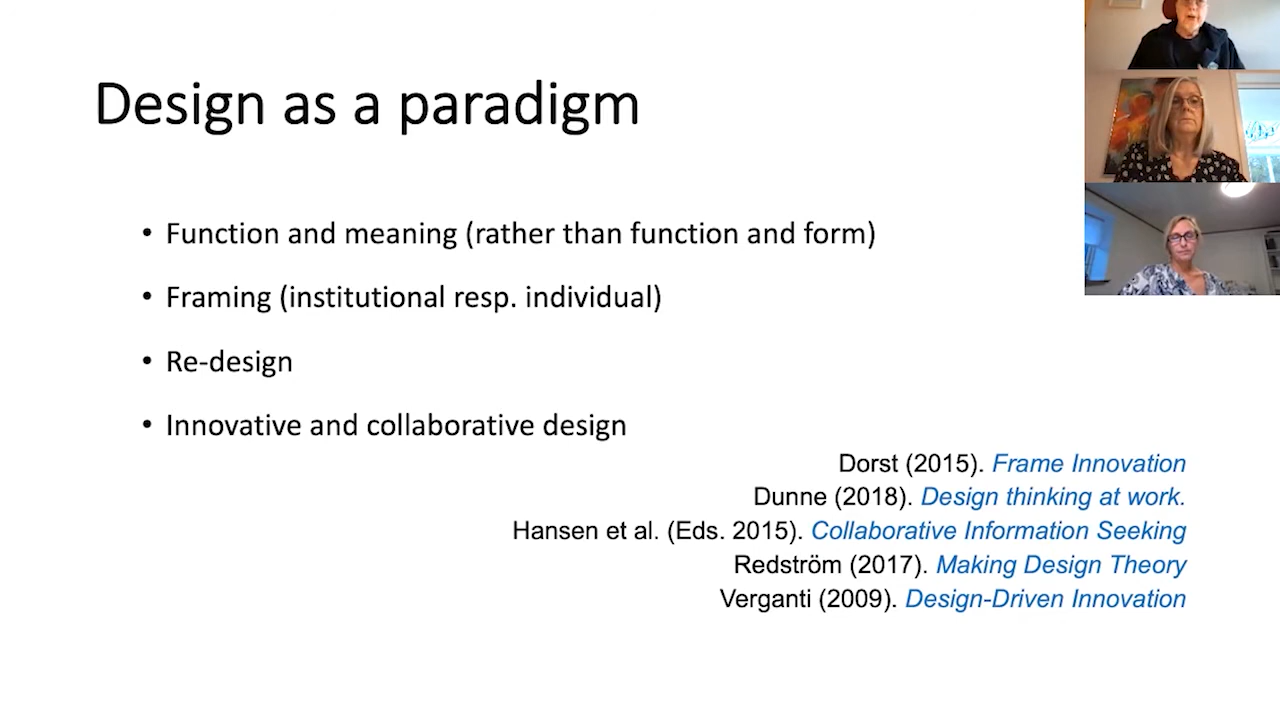 Design as a paradigm
• Function and meaning (rather than function and form)
• Framing (institutional resp. individual)
• Re-design
• Innovative and collaborative design
Dorst (2015). Frame Innovation
Dunne (2018). Design thinking at work.
Hansen et al. (Eds. 2015). Collaborative Information Seeking
Redström (2017). Making Design Theory
Verganti (2009). Design-Driven Innovation